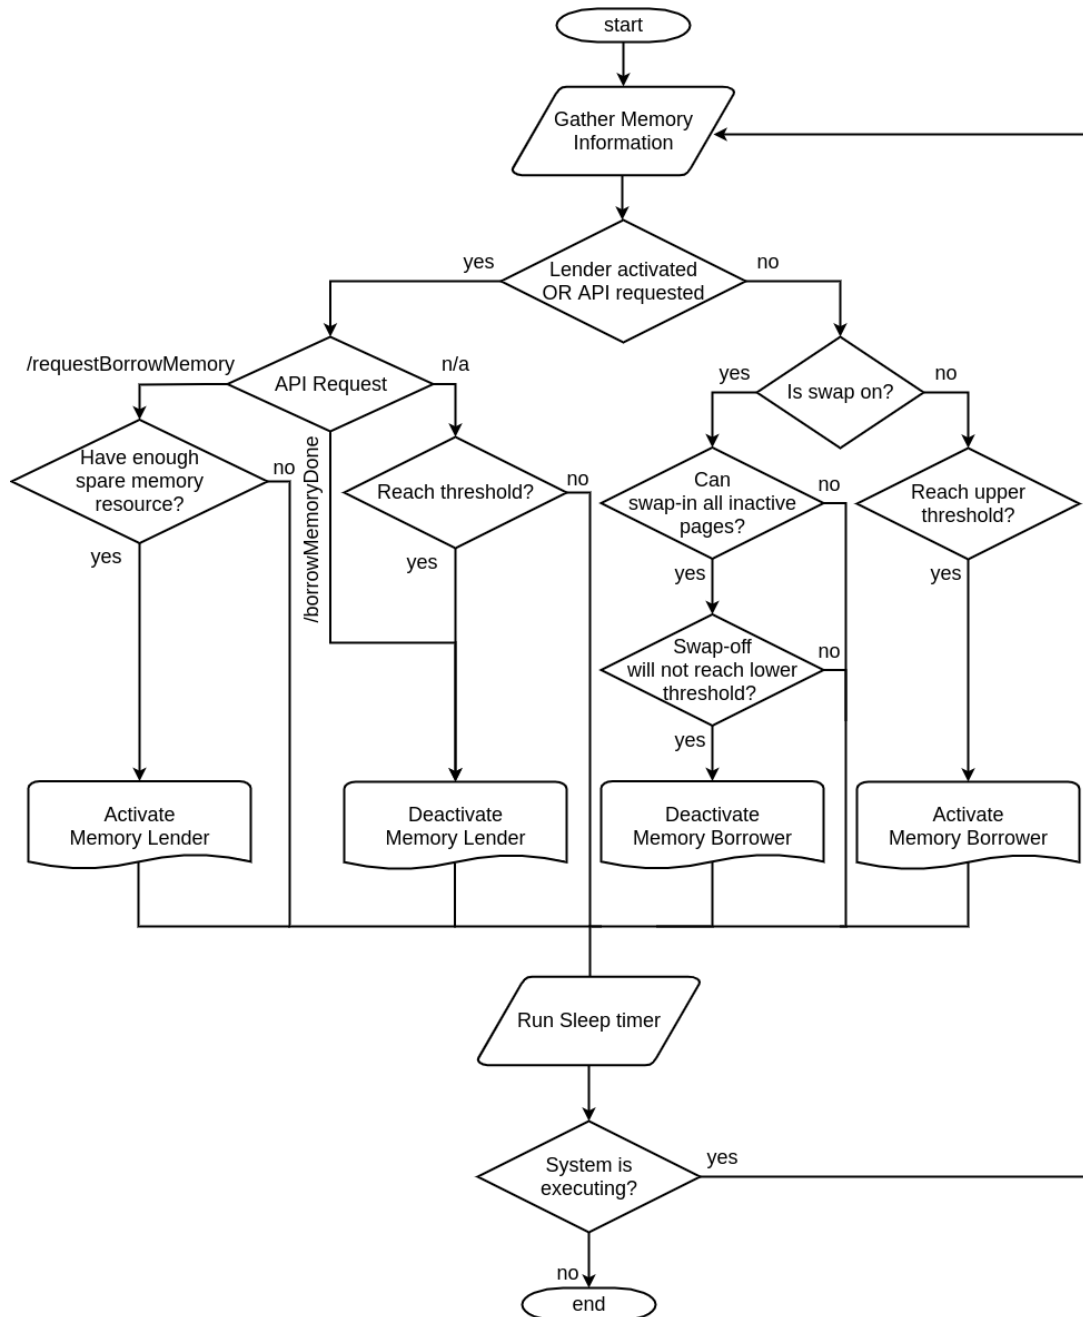 start
Gather Memory
Information
yes
Lender activated
OR API requested
no
/requestBorrowMemory
API Request
n/a
yes
Is swap on?
no
Have enough
spare memory
resource?
no
/borrowMemoryDone
Reach threshold?
no
Can
swap-in all inactive
pages?
no
Reach upper
threshold?
yes
yes
yes
yes
Swap-off
will not reach lower
threshold?
no
yes
Activate
Memory Lender
Deactivate
Memory Lender
Deactivate
Memory Borrower
Activate
Memory Borrower
Run Sleep timer
System is
executing?
yes
no
end